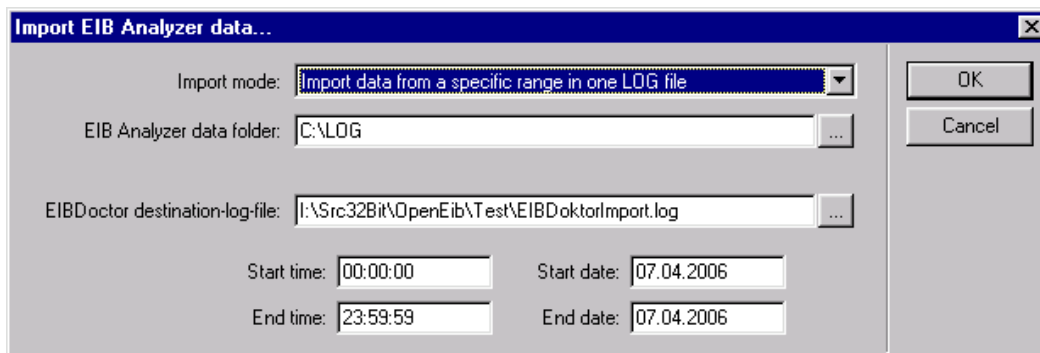 Import EIB Analyzer data...
Import mode: Import data from a specific range in one LOG file
OK
EIB Analyzer data folder: C:\LOG ...
Cancel
EIBDoctor destination-log-file: I:\Src32Bit\OpenEib\Test\EIBDoktorImport.log ...
Start time: 00:00:00 Start date: 07.04.2006
End time: 23:59:59 End date: 07.04.2006